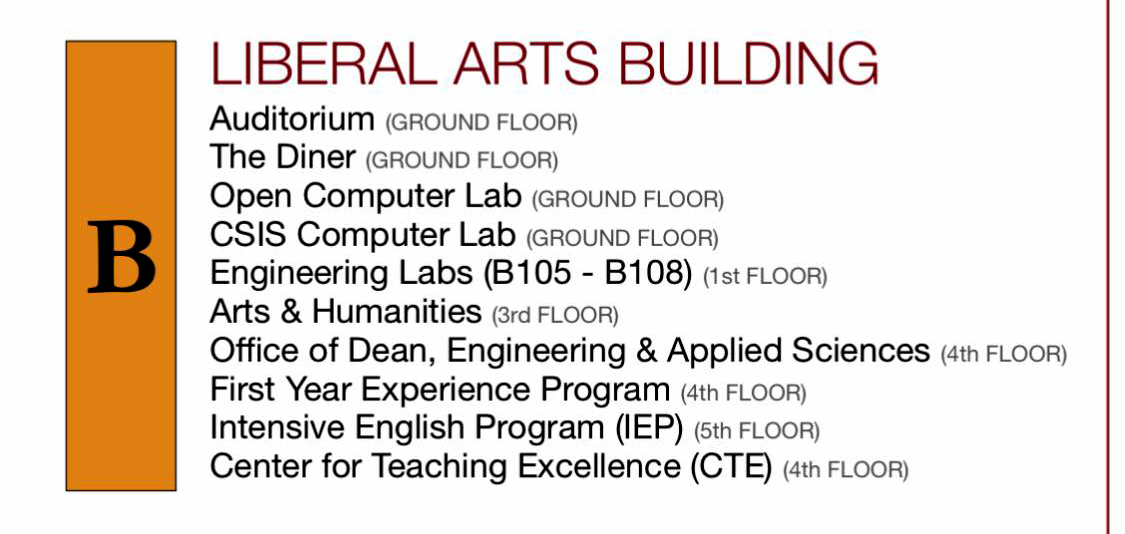 LIBERAL ARTS BUILDING
B
Auditorium (GROUND FLOOR)
The Diner (GROUND FLOOR)
Open Computer Lab (GROUND FLOOR)
CSIS Computer Lab (GROUND FLOOR)
Engineering Labs (B105 - B108) (1st FLOOR)
Arts & Humanities (3rd FLOOR)
Office of Dean, Engineering & Applied Sciences (4th FLOOR)
First Year Experience Program (4th FLOOR)
Intensive English Program (IEP) (5th FLOOR)
Center for Teaching Excellence (CTE) (4th FLOOR)